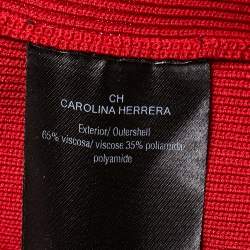 CH
CAROLINA HERRERA
Exterior/ Outershell
65% viscosa/ viscose 35% poliamida/
polyamide